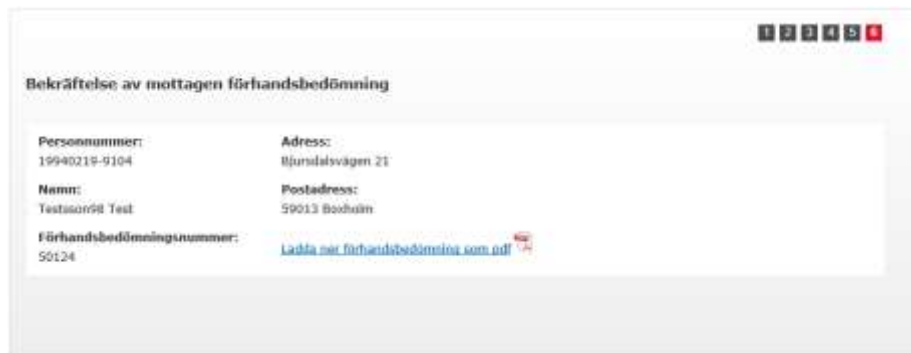 1 2 3 4 5 6
Bekräftelse av mottagen förhandsbedömning
Personnummer:
19940219-9104
Namn:
Testsson98 Test
Förhandsbedömningsnummer:
50124
Adress:
Bjursdalsvägen 21
Postadress:
59013 Boxholm
Ladda ner förhandsbedömning som pdf